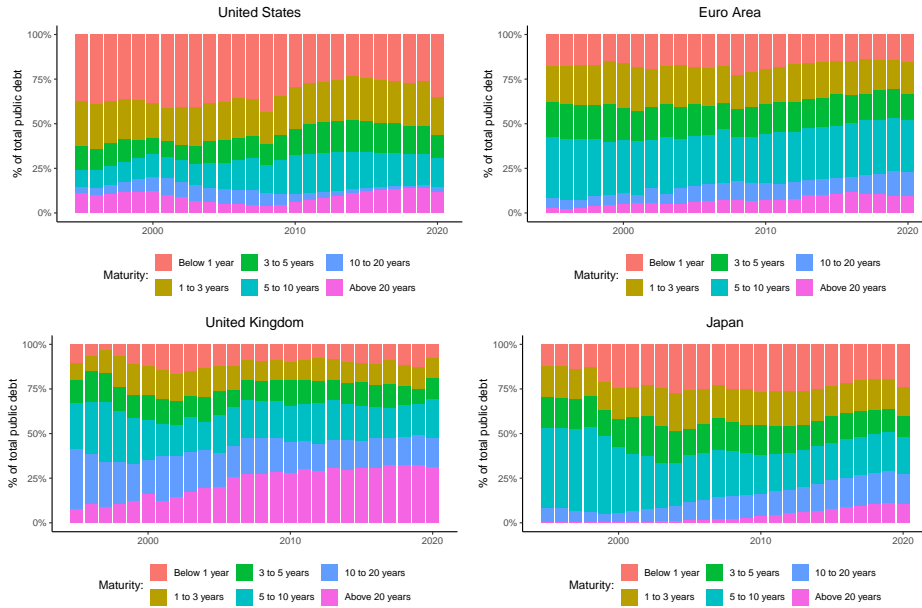 United States
% of total public debt
100%
75%
50%
25%
0%
2000
2010
2020
Maturity:
Below 1 year
3 to 5 years
10 to 20 years
1 to 3 years
5 to 10 years
Above 20 years
Euro Area
% of total public debt
100%
75%
50%
25%
0%
2000
2010
2020
Maturity:
Below 1 year
3 to 5 years
10 to 20 years
1 to 3 years
5 to 10 years
Above 20 years
United Kingdom
% of total public debt
100%
75%
50%
25%
0%
2000
2010
2020
Maturity:
Below 1 year
3 to 5 years
10 to 20 years
1 to 3 years
5 to 10 years
Above 20 years
Japan
% of total public debt
100%
75%
50%
25%
0%
2000
2010
2020
Maturity:
Below 1 year
3 to 5 years
10 to 20 years
1 to 3 years
5 to 10 years
Above 20 years